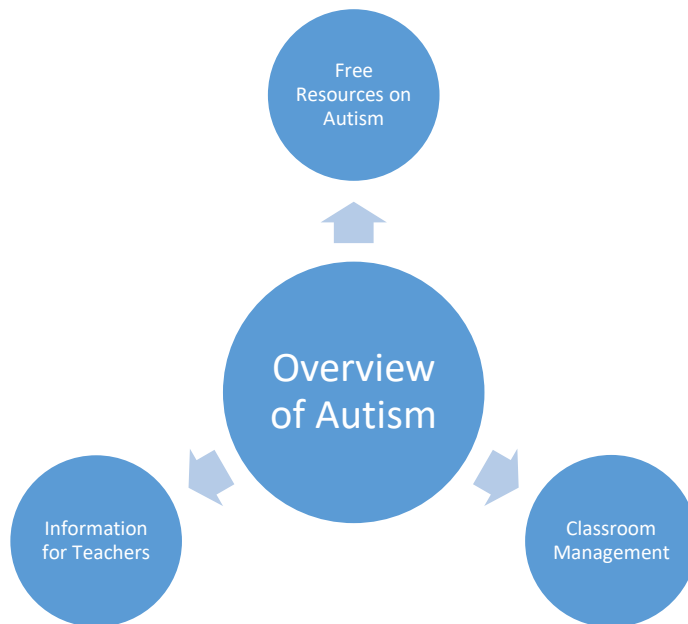 Free
Resources on
Autism
Overview
of Autism
Information
for Teachers
Classroom
Management